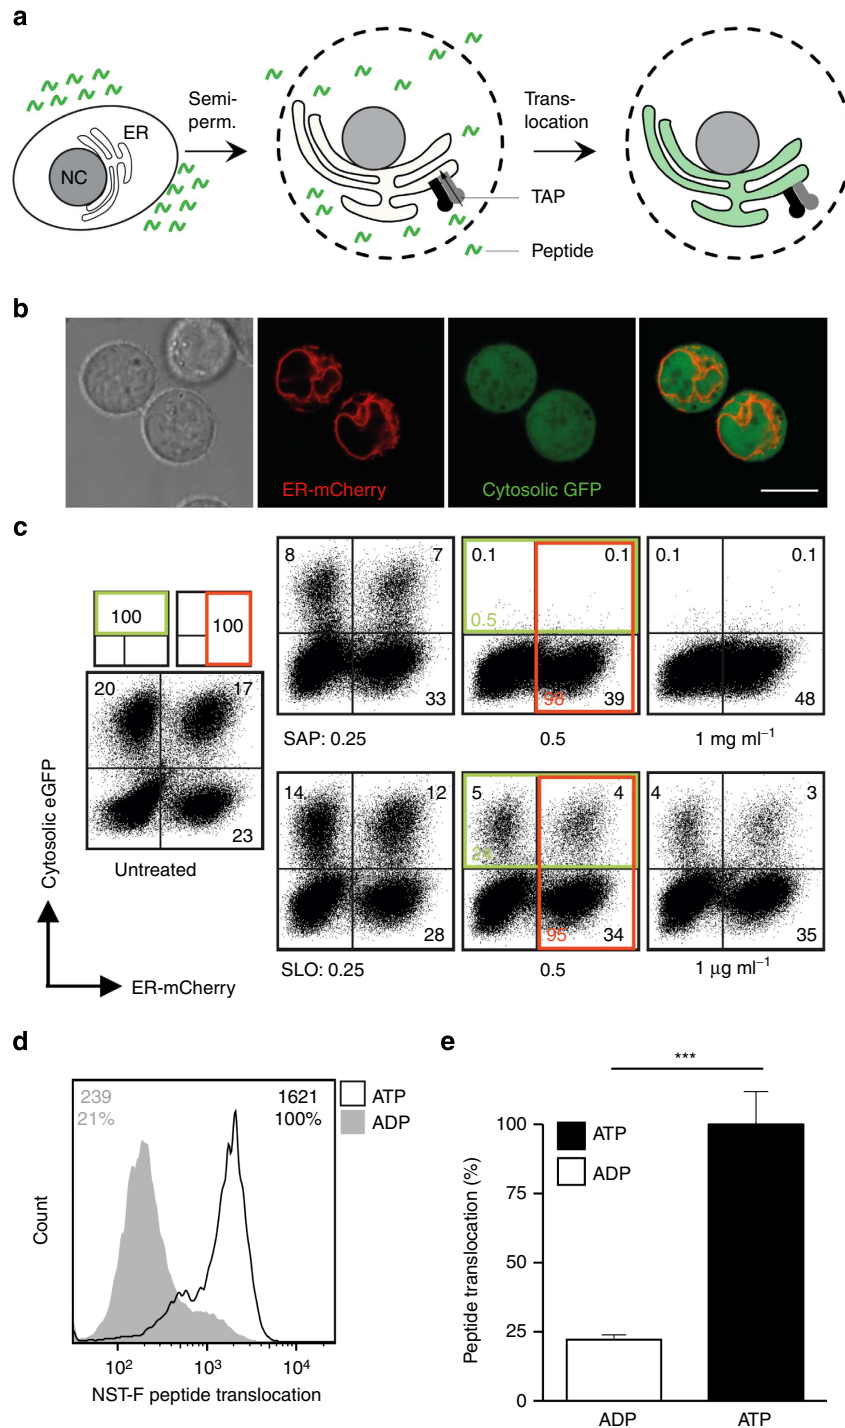 a
Semi-
perm.
Trans-
location
ER
NC
TAP
Peptide
b
ER-mCherry
Cytosolic GFP
c
100
100
20
17
23
Untreated
8
7
33
0.1
0.1
0.5
98
39
0.1
0.1
48
SAP: 0.25
0.5
1 mg ml⁻¹
14
12
28
5
4
24
95
34
4
3
35
SLO: 0.25
0.5
1 µg ml⁻¹
Cytosolic eGFP
ER-mCherry
d
239
21%
1621
100%
ATP
ADP
Count
10²
10³
10⁴
NST-F peptide translocation
e
***
ATP
ADP
Peptide translocation (%)
100
75
50
25
0
ADP
ATP